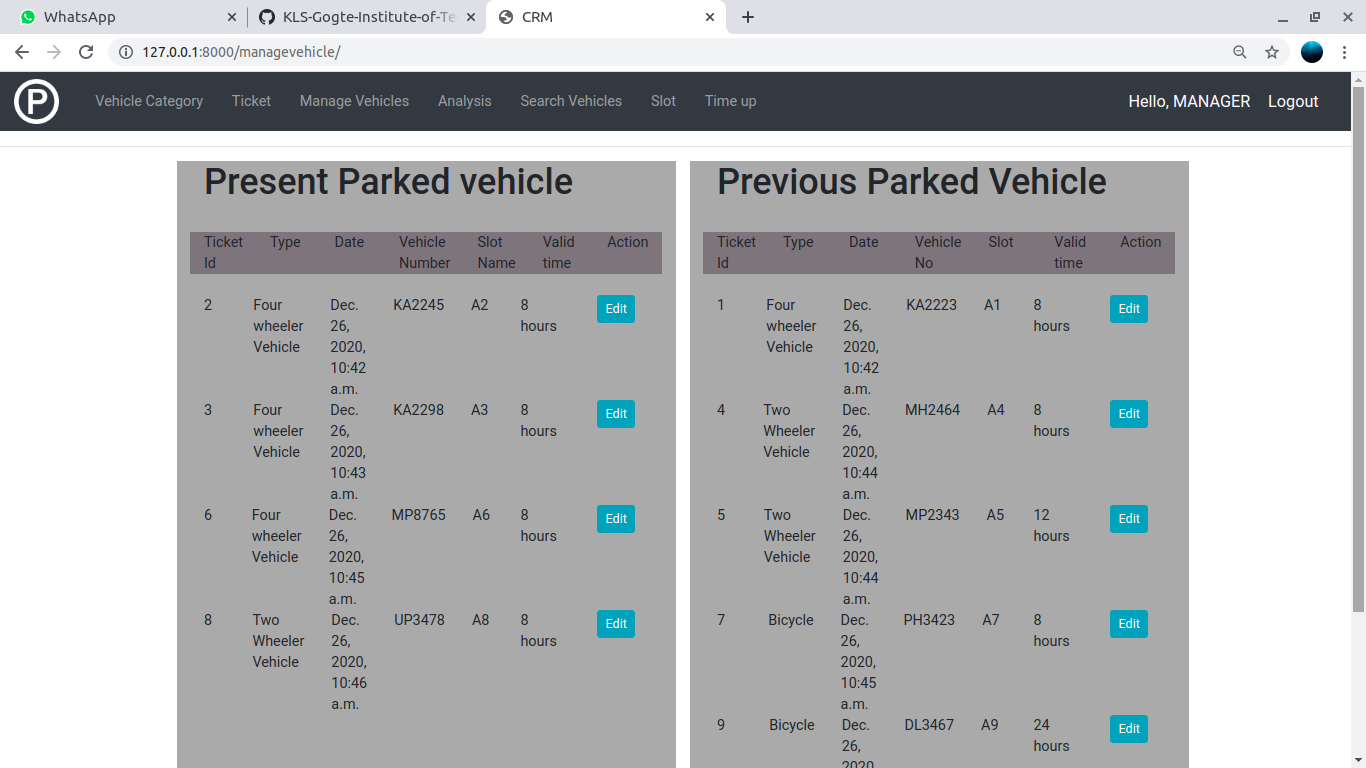 WhatsApp
KLS-Gogte-Institute-of-Te
CRM
127.0.0.1:8000/managevehicle/
P
Vehicle Category Ticket Manage Vehicles Analysis Search Vehicles Slot Time up
Hello, MANAGER Logout
Present Parked vehicle
Ticket Type Date Vehicle Slot Valid Action
Id Number Name time
2 Four Dec. KA2245 A2 8 Edit
wheeler 26, hours
Vehicle 2020,
10:42
a.m.
3 Four Dec. KA2298 A3 8 Edit
wheeler 26, hours
Vehicle 2020,
10:43
a.m.
6 Four Dec. MP8765 A6 8 Edit
wheeler 26, hours
Vehicle 2020,
10:45
a.m.
8 Two Dec. UP3478 A8 8 Edit
Wheeler 26, hours
Vehicle 2020,
10:46
a.m.
Previous Parked Vehicle
Ticket Type Date Vehicle Slot Valid Action
Id No time
1 Four Dec. KA2223 A1 8 Edit
wheeler 26, hours
Vehicle 2020,
10:42
a.m.
4 Two Dec. MH2464 A4 8 Edit
Wheeler 26, hours
Vehicle 2020,
10:44
a.m.
5 Two Dec. MP2343 A5 12 Edit
Wheeler 26, hours
Vehicle 2020,
10:44
a.m.
7 Bicycle Dec. PH3423 A7 8 Edit
26, hours
2020,
10:45
a.m.
9 Bicycle Dec. DL3467 A9 24 Edit
26, hours
2020